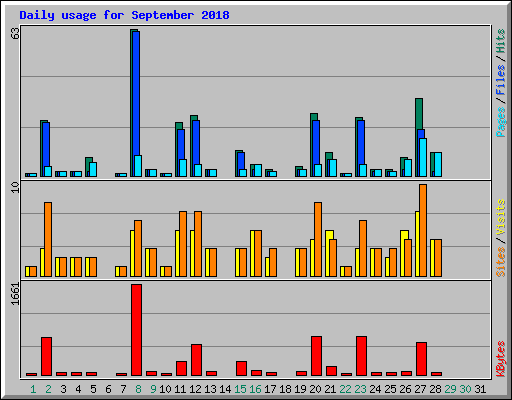 Daily usage for September 2018
63
Pages / Files / Hits
10
Sites / Visits
1661
KBytes
1 2 3 4 5 6 7 8 9 10 11 12 13 14 15 16 17 18 19 20 21 22 23 24 25 26 27 28 29 30 31